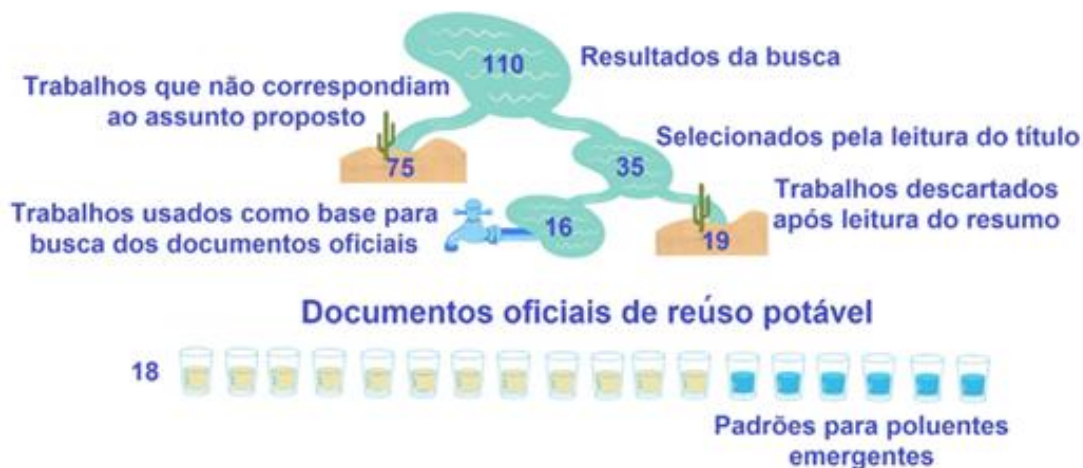 110
Resultados da busca
Trabalhos que não correspondiam
ao assunto proposto
75
Selecionados pela leitura do título
35
Trabalhos usados como base para
busca dos documentos oficiais
16
Trabalhos descartados
após leitura do resumo
19
Documentos oficiais de reúso potável
18
Padrões para poluentes
emergentes